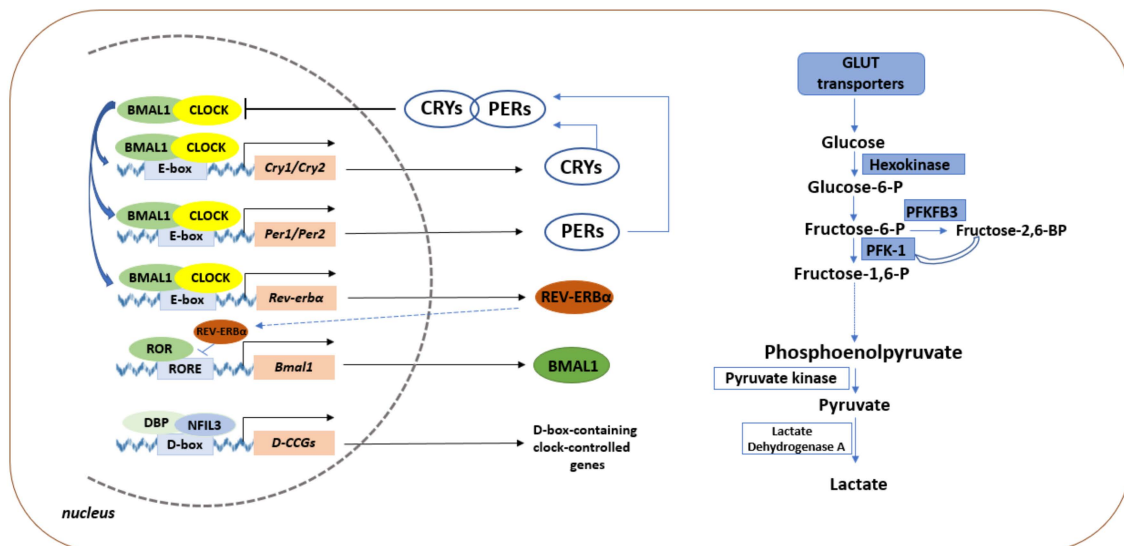 BMAL1 CLOCK
CRYs PERs
BMAL1 CLOCK
E-box
Cry1/Cry2
CRYs
BMAL1 CLOCK
E-box
Per1/Per2
PERs
BMAL1 CLOCK
E-box
Rev-erbα
REV-ERBα
REV-ERBα
ROR
RORE
Bmal1
BMAL1
DBP NFIL3
D-box
D-CCGs
D-box-containing
clock-controlled
genes
nucleus
GLUT
transporters
Glucose
Hexokinase
Glucose-6-P
PFKFB3
Fructose-6-P
Fructose-2,6-BP
PFK-1
Fructose-1,6-P
Phosphoenolpyruvate
Pyruvate kinase
Pyruvate
Lactate
Dehydrogenase A
Lactate